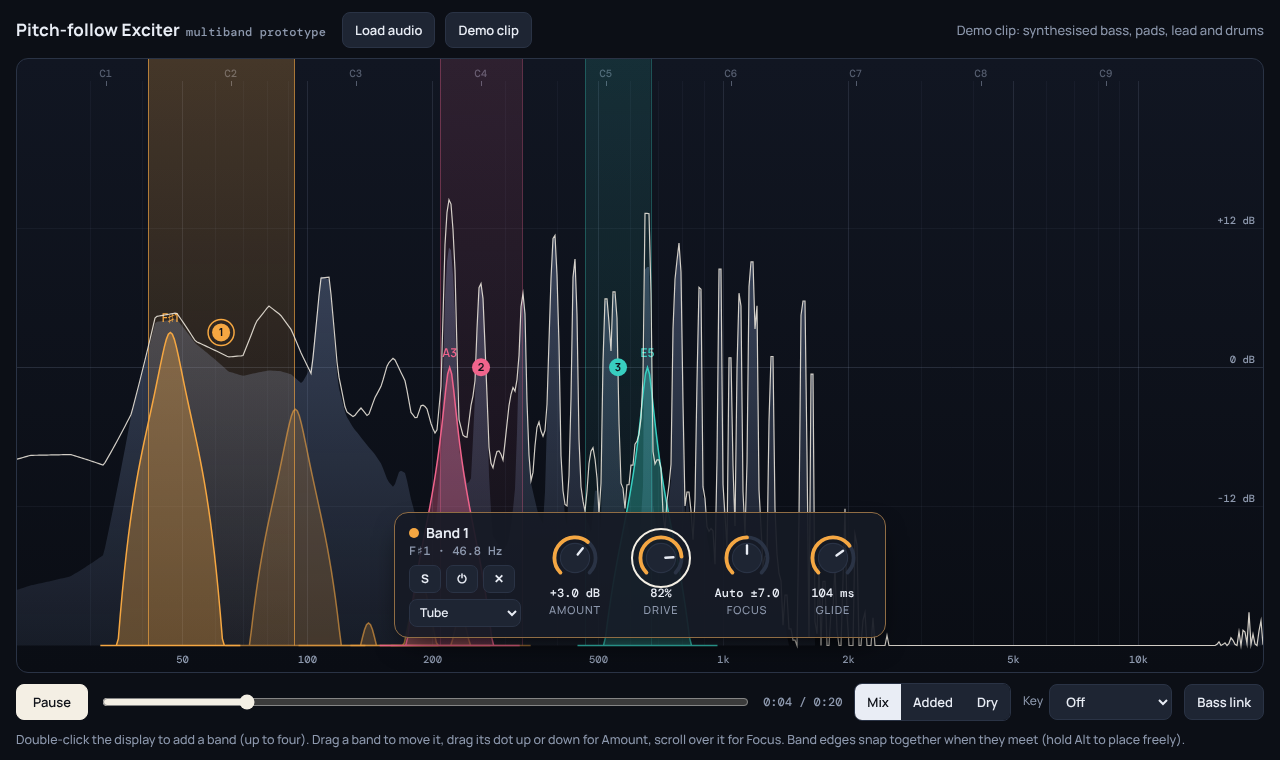 Pitch-follow Exciter multiband prototype Load audio Demo clip Demo clip: synthesised bass, pads, lead and drums
C1 C2 C3 C4 C5 C6 C7 C8 C9
+12 dB
F♯1 1
A3 E5
2 3
0 dB
-12 dB
Band 1
F♯1 · 46.8 Hz
S
Tube
+3.0 dB 82% Auto ±7.0 104 ms
AMOUNT DRIVE FOCUS GLIDE
50 100 200 500 1k 2k 5k 10k
Pause 0:04 / 0:20 Mix Added Dry Key Off Bass link
Double-click the display to add a band (up to four). Drag a band to move it, drag its dot up or down for Amount, scroll over it for Focus. Band edges snap together when they meet (hold Alt to place freely).